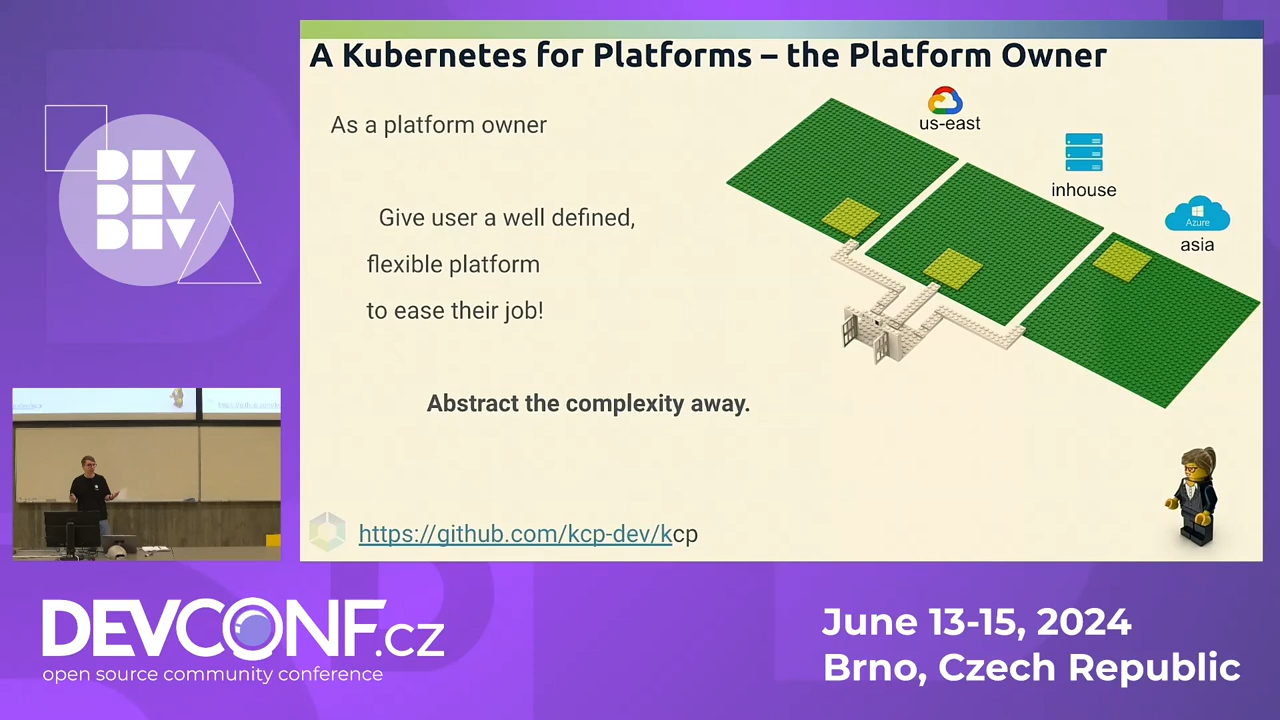 A Kubernetes for Platforms – the Platform Owner
As a platform owner
Give user a well defined,
flexible platform
to ease their job!
Abstract the complexity away.
https://github.com/kcp-dev/kcp
us-east
inhouse
Azure
asia
DEV
DEV
DEV
DEVCONF.cz
open source community conference
June 13-15, 2024
Brno, Czech Republic